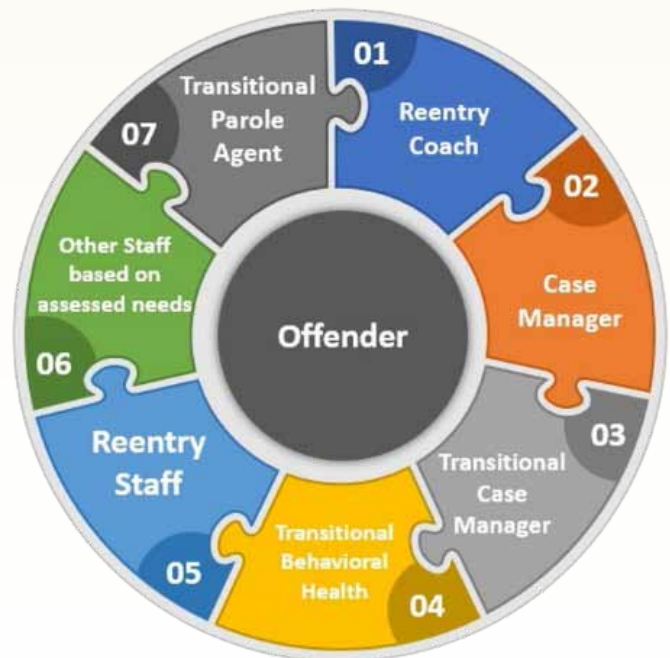 01
Reentry
Coach
02
Case
Manager
03
Transitional
Case
Manager
04
Transitional
Behavioral
Health
05
Reentry
Staff
06
Other Staff
based on
assessed needs
07
Transitional
Parole
Agent
Offender